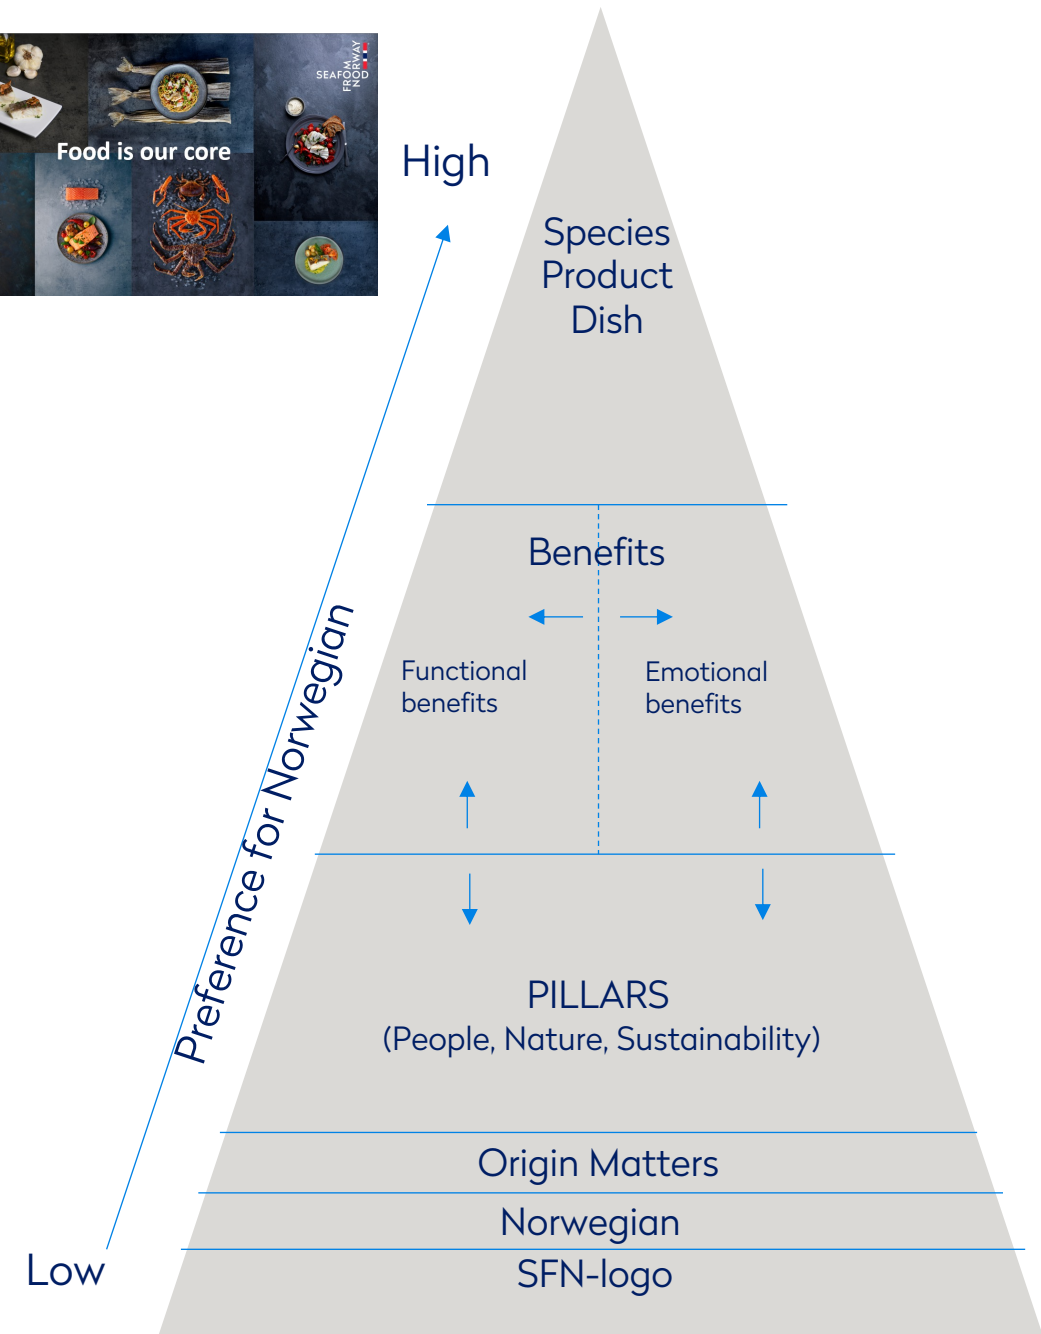 SEAFOOD
FROM
NORWAY
Food is our core
High
Species
Product
Dish
Benefits
Functional
benefits
Emotional
benefits
Preference for Norwegian
PILLARS
(People, Nature, Sustainability)
Origin Matters
Norwegian
Low
SFN-logo